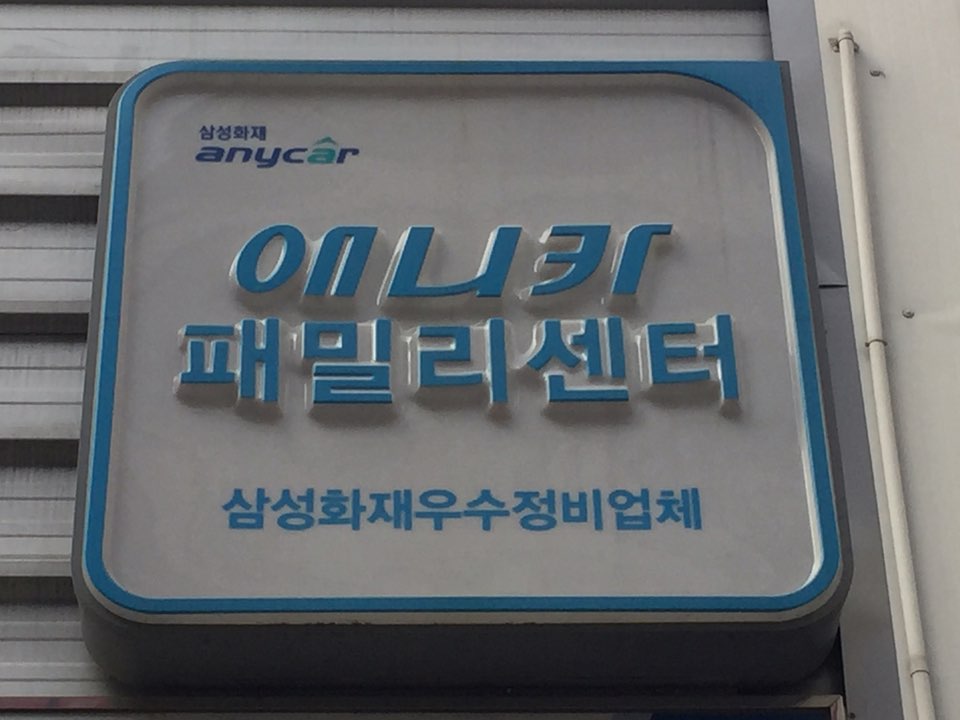 삼성화재
anycar
애니카
패밀리센터
삼성화재우수정비업체